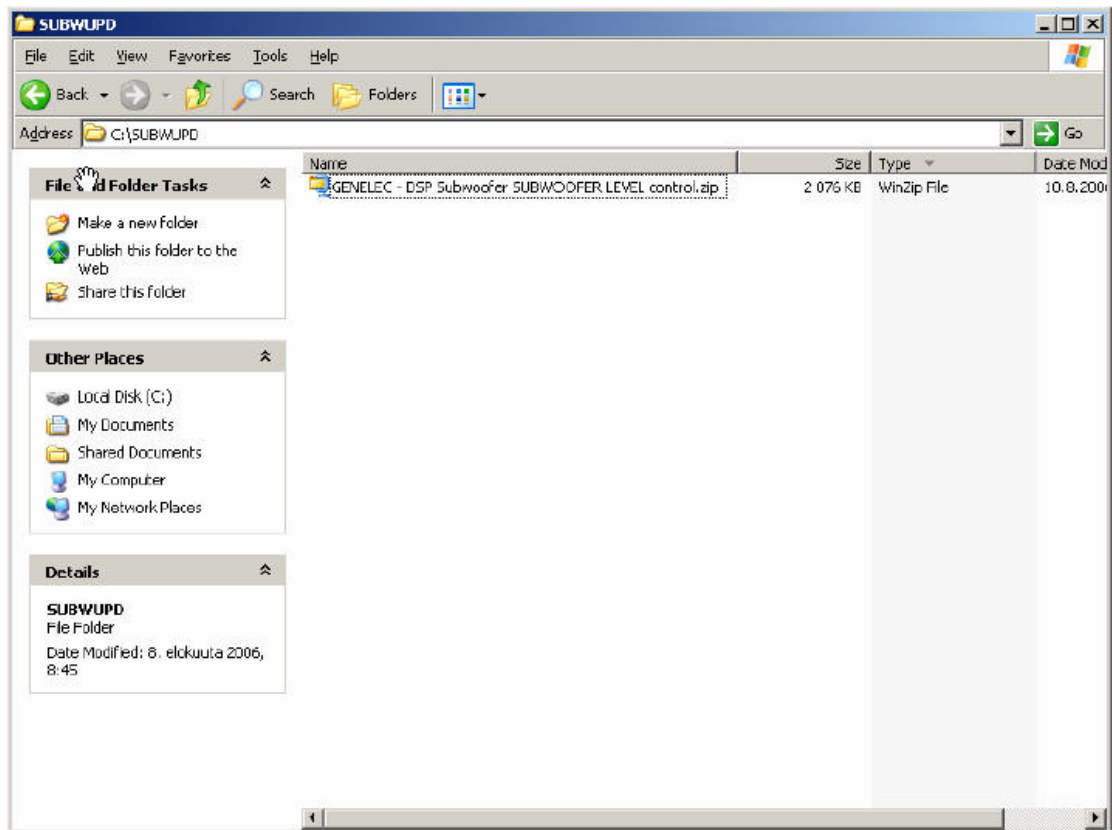 SUBWUPD
File Edit View Favorites Tools Help
Back Search Folders
Address C:\SUBWUPD Go
Name Size Type Date Mod
GENELEC - DSP Subwoofer SUBWOOFER LEVEL control.zip 2 076 KB WinZip File 10.8.200
File Folder Tasks
Make a new folder
Publish this folder to the
Web
Share this folder
Other Places
Local Disk (C:)
My Documents
Shared Documents
My Computer
My Network Places
Details
SUBWUPD
File Folder
Date Modified: 8. elokuuta 2006,
8:45